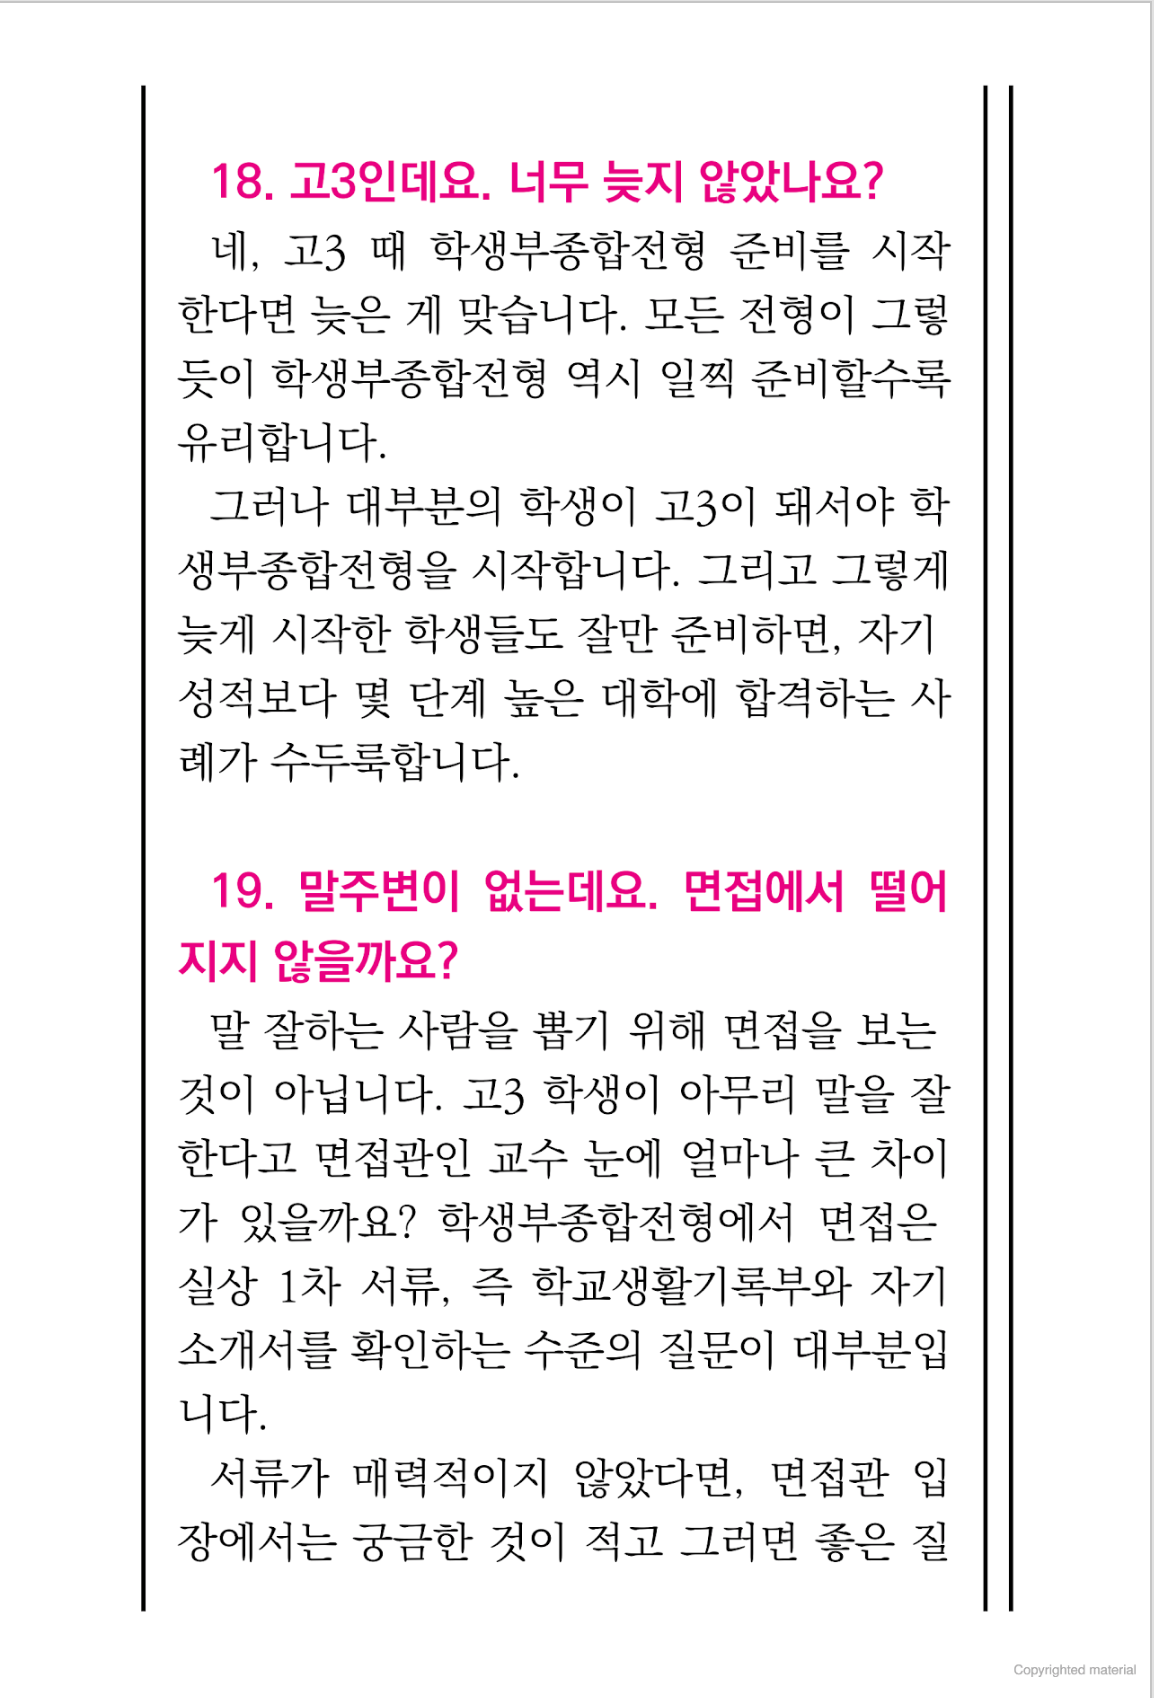 18. 고3인데요. 너무 늦지 않았나요?
네, 고3 때 학생부종합전형 준비를 시작
한다면 늦은 게 맞습니다. 모든 전형이 그렇
듯이 학생부종합전형 역시 일찍 준비할수록
유리합니다.
그러나 대부분의 학생이 고3이 돼서야 학
생부종합전형을 시작합니다. 그리고 그렇게
늦게 시작한 학생들도 잘만 준비하면, 자기
성적보다 몇 단계 높은 대학에 합격하는 사
례가 수두룩합니다.
19. 말주변이 없는데요. 면접에서 떨어
지지 않을까요?
말 잘하는 사람을 뽑기 위해 면접을 보는
것이 아닙니다. 고3 학생이 아무리 말을 잘
한다고 면접관인 교수 눈에 얼마나 큰 차이
가 있을까요? 학생부종합전형에서 면접은
실상 1차 서류, 즉 학교생활기록부와 자기
소개서를 확인하는 수준의 질문이 대부분입
니다.
서류가 매력적이지 않았다면, 면접관 입
장에서는 궁금한 것이 적고 그러면 좋은 질
Copyrighted material